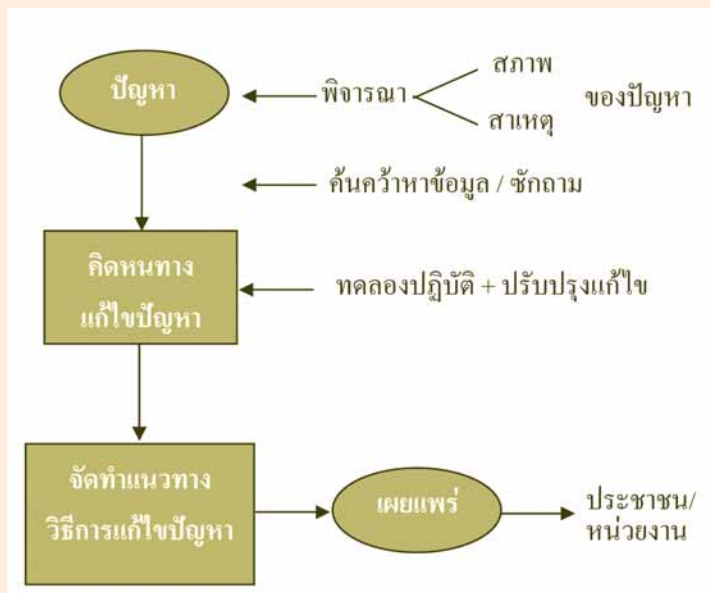 ปัญหา
พิจารณา
สภาพ
สาเหตุ
ของปัญหา
ค้นคว้าหาข้อมูล / ซักถาม
คิดหนทาง
แก้ไขปัญหา
ทดลองปฏิบัติ + ปรับปรุงแก้ไข
จัดทำแนวทาง
วิธีการแก้ไขปัญหา
เผยแพร่
ประชาชน/
หน่วยงาน